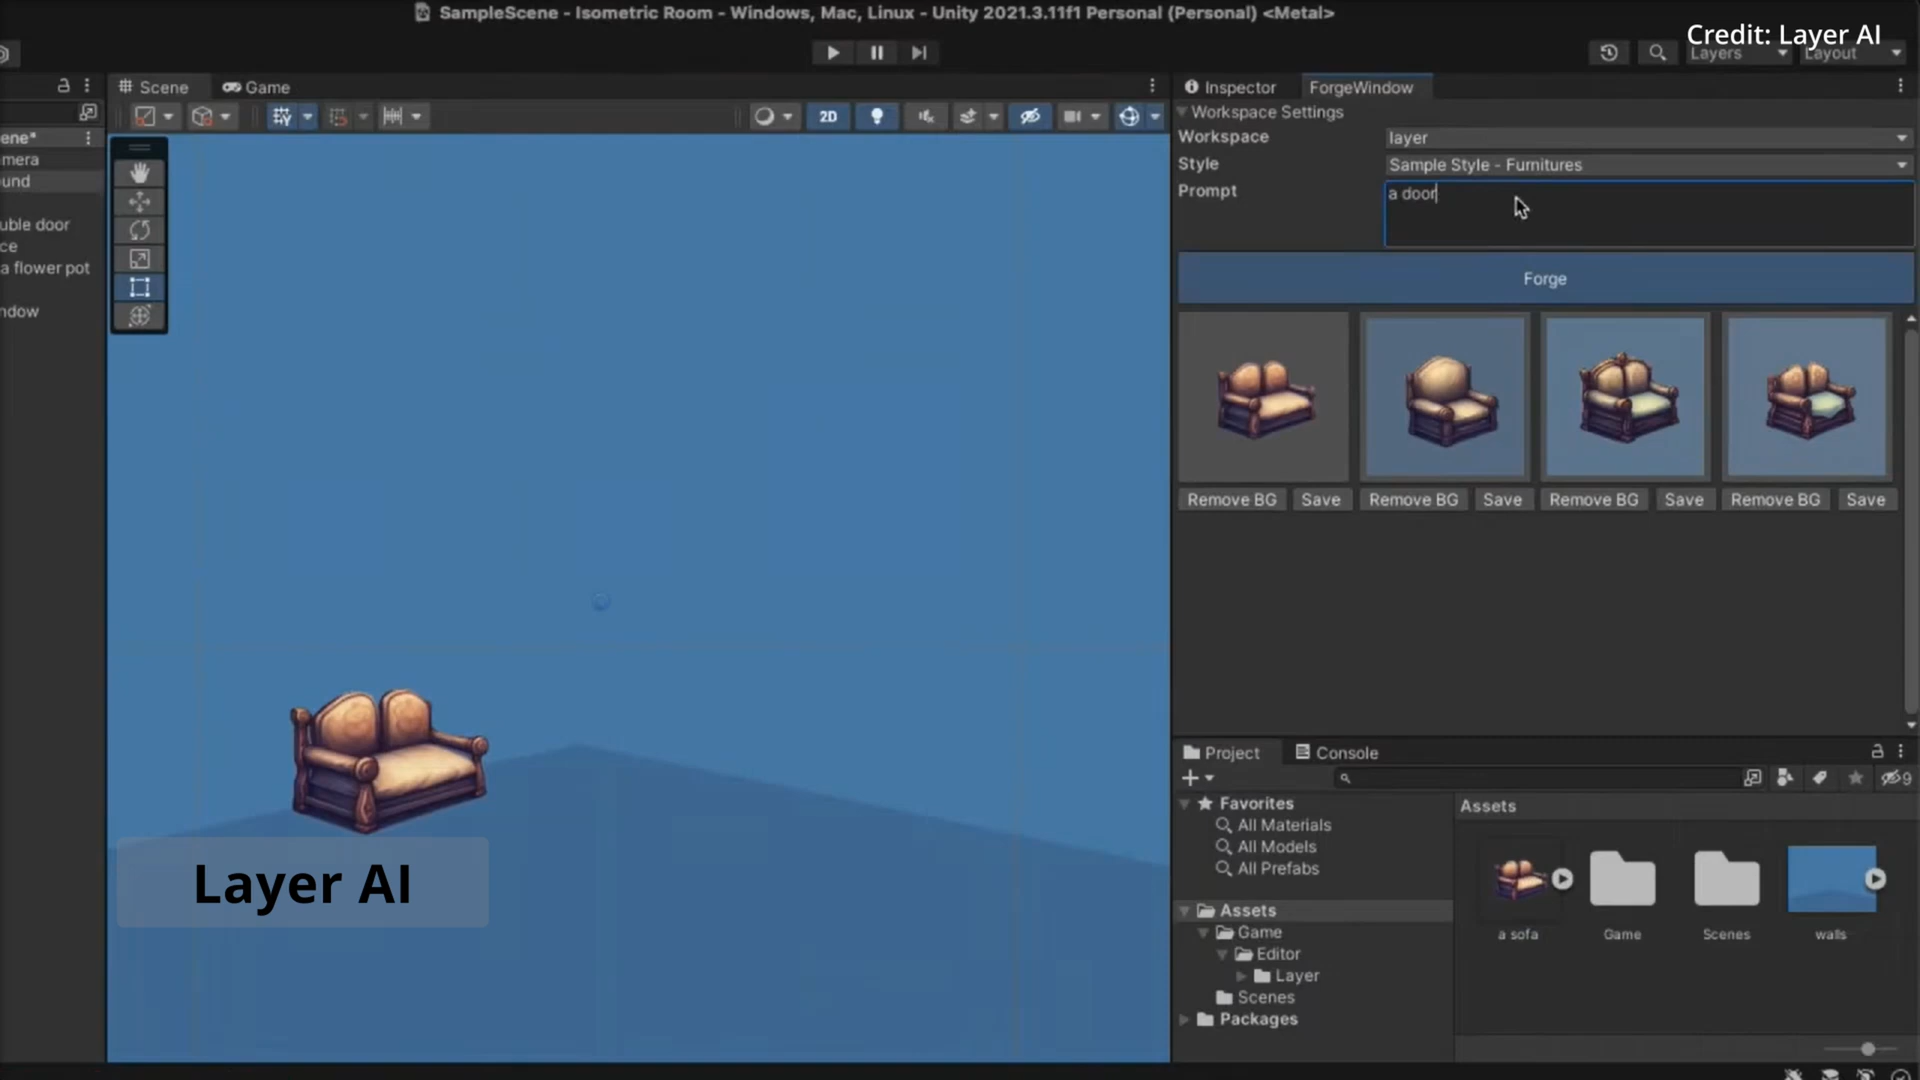 SampleScene - Isometric Room - Windows, Mac, Linux - Unity 2021.3.11f1 Personal (Personal) <Metal>
Credit: Layer AI
Layers
Layout
Scene
Game
Inspector
ForgeWindow
2D
Workspace Settings
Workspace
layer
Style
Sample Style - Furnitures
Prompt
a door
Forge
ene*
mera
und
uble door
ce
a flower pot
ndow
Remove BG
Save
Remove BG
Save
Remove BG
Save
Remove BG
Save
Layer AI
Project
Console
9
Favorites
All Materials
All Models
All Prefabs
Assets
Game
Editor
Layer
Scenes
Packages
Assets
a sofa
Game
Scenes
walls